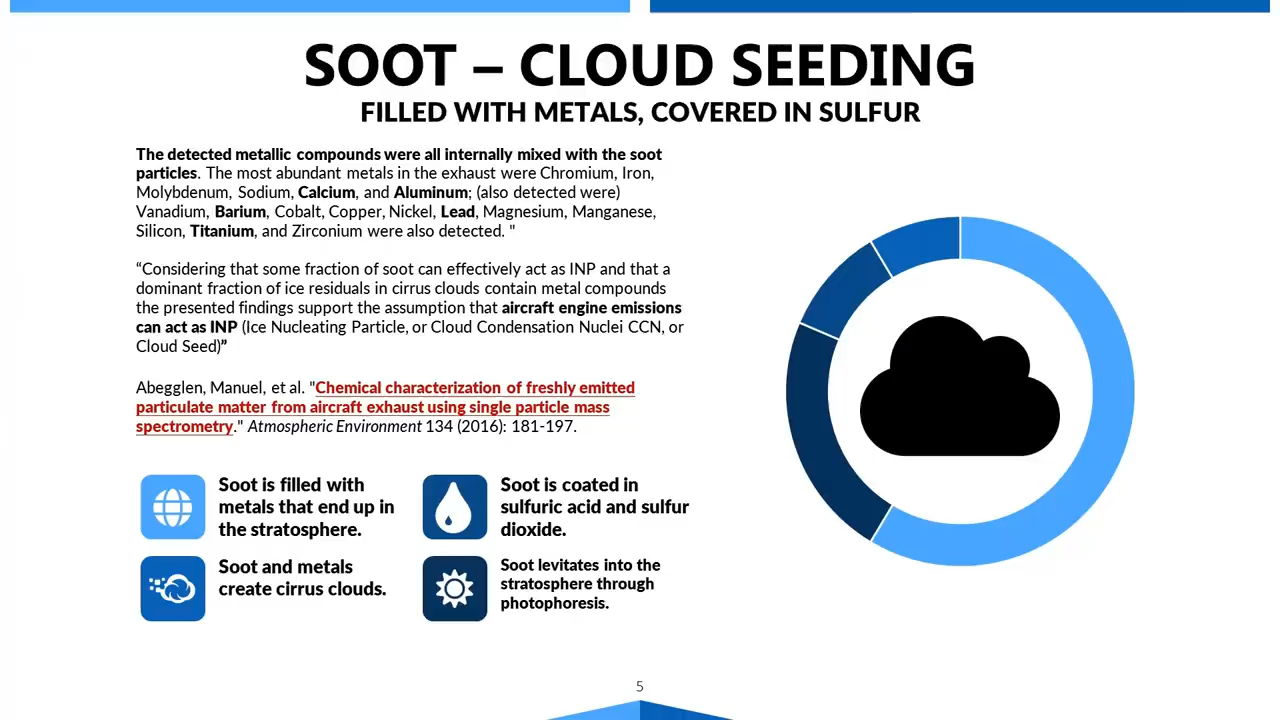 SOOT – CLOUD SEEDING
FILLED WITH METALS, COVERED IN SULFUR
The detected metallic compounds were all internally mixed with the soot
particles. The most abundant metals in the exhaust were Chromium, Iron,
Molybdenum, Sodium, Calcium, and Aluminum; (also detected were)
Vanadium, Barium, Cobalt, Copper, Nickel, Lead, Magnesium, Manganese,
Silicon, Titanium, and Zirconium were also detected. "
“Considering that some fraction of soot can effectively act as INP and that a
dominant fraction of ice residuals in cirrus clouds contain metal compounds
the presented findings support the assumption that aircraft engine emissions
can act as INP (Ice Nucleating Particle, or Cloud Condensation Nuclei CCN, or
Cloud Seed)”
Abegglen, Manuel, et al. "Chemical characterization of freshly emitted
particulate matter from aircraft exhaust using single particle mass
spectrometry." Atmospheric Environment 134 (2016): 181-197.
Soot is filled with
metals that end up in
the stratosphere.
Soot is coated in
sulfuric acid and sulfur
dioxide.
Soot and metals
create cirrus clouds.
Soot levitates into the
stratosphere through
photophoresis.
5